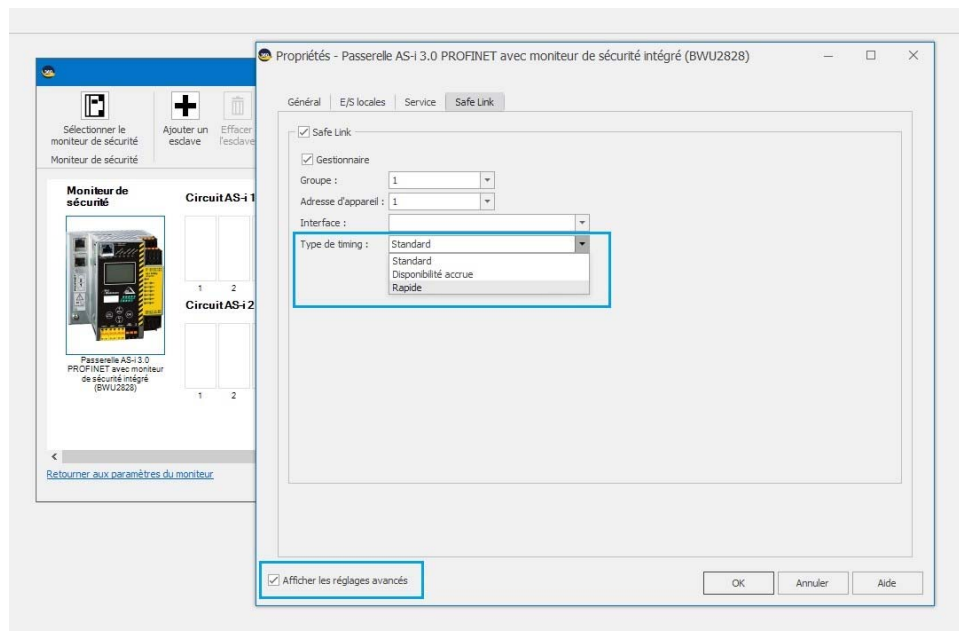 Propriétés - Passerelle AS-i 3.0 PROFINET avec moniteur de sécurité intégré (BWU2828)
Sélectionner le
moniteur de sécurité
Ajouter un
esclave
Effacer
l'esclave
Moniteur de sécurité
Moniteur de
sécurité
Circuit AS-i 1
1 2
Circuit AS-i 2
1 2
Passerelle AS-i 3.0
PROFINET avec moniteur
de sécurité intégré
(BWU2828)
Retourner aux paramètres du moniteur
Général E/S locales Service Safe Link
Safe Link
Gestionnaire
Groupe : 1
Adresse d'appareil : 1
Interface :
Type de timing : Standard
Standard
Disponibilité accrue
Rapide
Afficher les réglages avancés
OK Annuler Aide